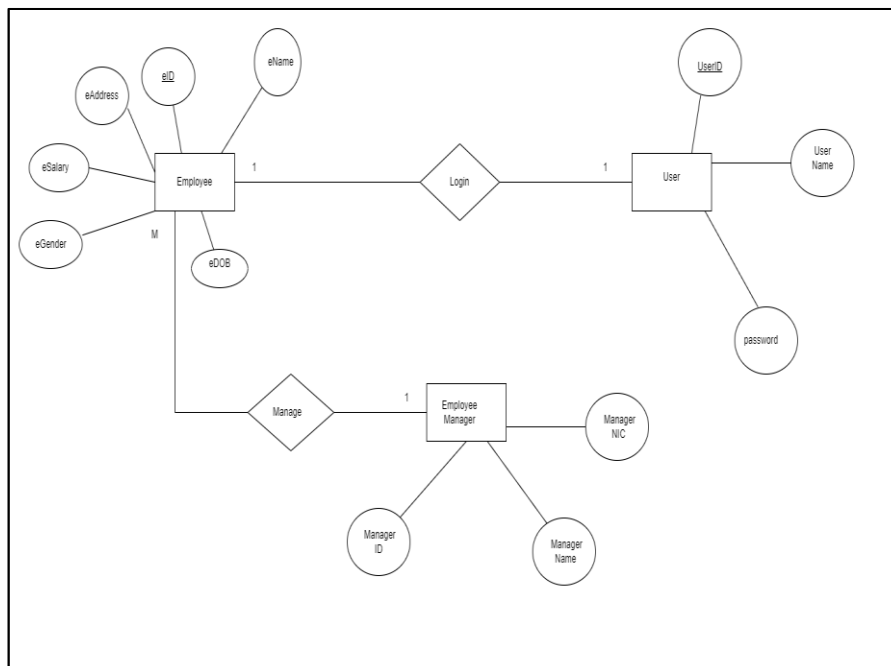 eName
eID
UserID
eAddress
User
Name
eSalary
Employee
1
Login
1
User
M
eGender
eDOB
password
Manage
1
Employee
Manager
Manager
NIC
Manager
ID
Manager
Name